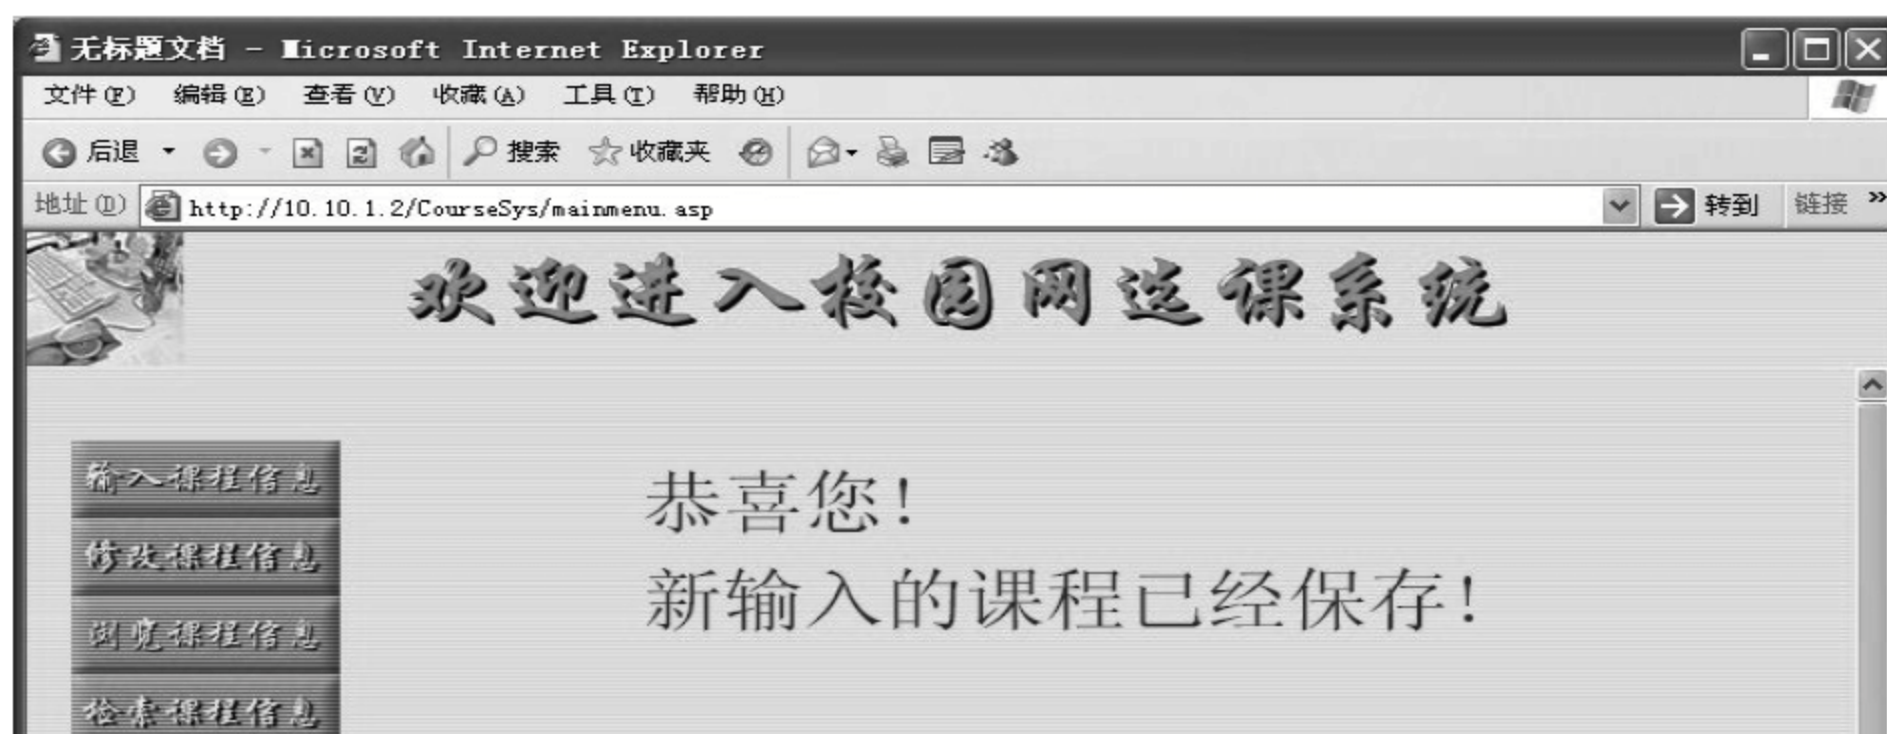 无标题文档 - Microsoft Internet Explorer
文件(F) 编辑(E) 查看(V) 收藏(A) 工具(T) 帮助(H)
后退 搜索 收藏夹
地址(D) http://10.10.1.2/CourseSys/mainmenu.asp 转到 链接 »
欢迎进入校园网选课系统
输入课程信息
恭喜您!
修改课程信息
新输入的课程已经保存!
浏览课程信息
检索课程信息